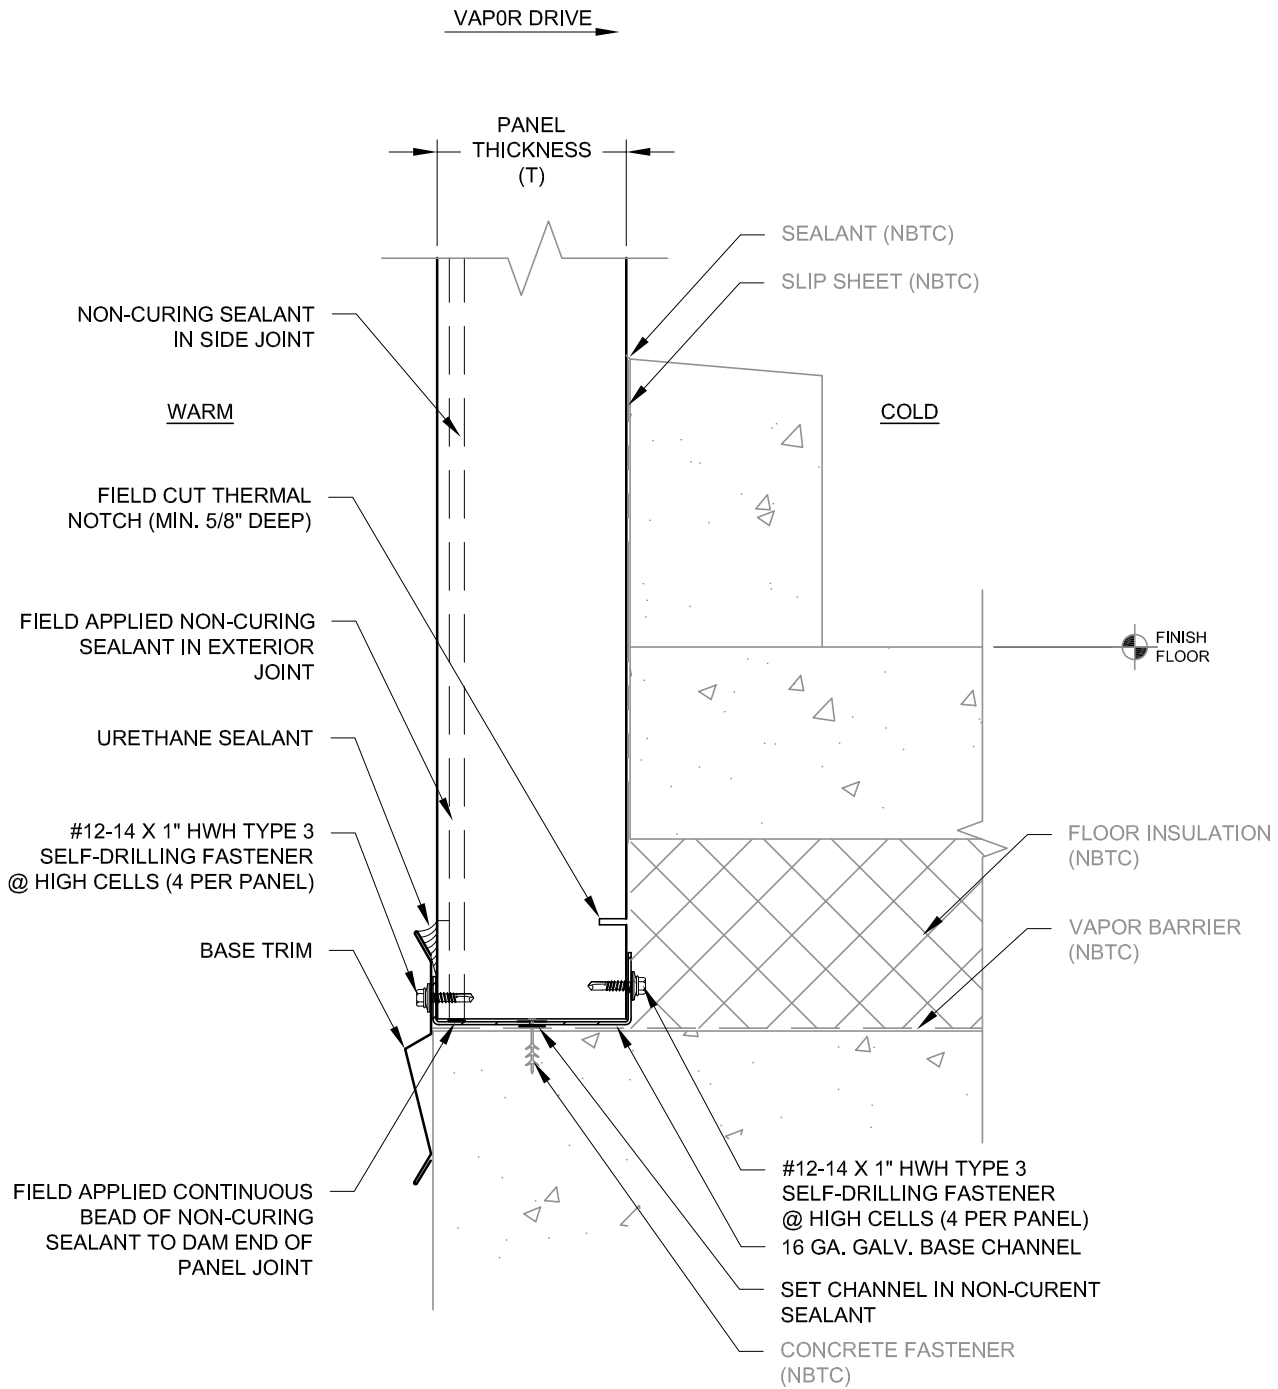 VAP0R DRIVE
PANEL
THICKNESS
(T)
SEALANT (NBTC)
SLIP SHEET (NBTC)
NON-CURING SEALANT
IN SIDE JOINT
WARM
COLD
FIELD CUT THERMAL
NOTCH (MIN. 5/8" DEEP)
FIELD APPLIED NON-CURING
SEALANT IN EXTERIOR
JOINT
FINISH
FLOOR
URETHANE SEALANT
#12-14 X 1" HWH TYPE 3
SELF-DRILLING FASTENER
@ HIGH CELLS (4 PER PANEL)
FLOOR INSULATION
(NBTC)
BASE TRIM
VAPOR BARRIER
(NBTC)
#12-14 X 1" HWH TYPE 3
SELF-DRILLING FASTENER
@ HIGH CELLS (4 PER PANEL)
16 GA. GALV. BASE CHANNEL
FIELD APPLIED CONTINUOUS
BEAD OF NON-CURING
SEALANT TO DAM END OF
PANEL JOINT
SET CHANNEL IN NON-CURENT
SEALANT
CONCRETE FASTENER
(NBTC)